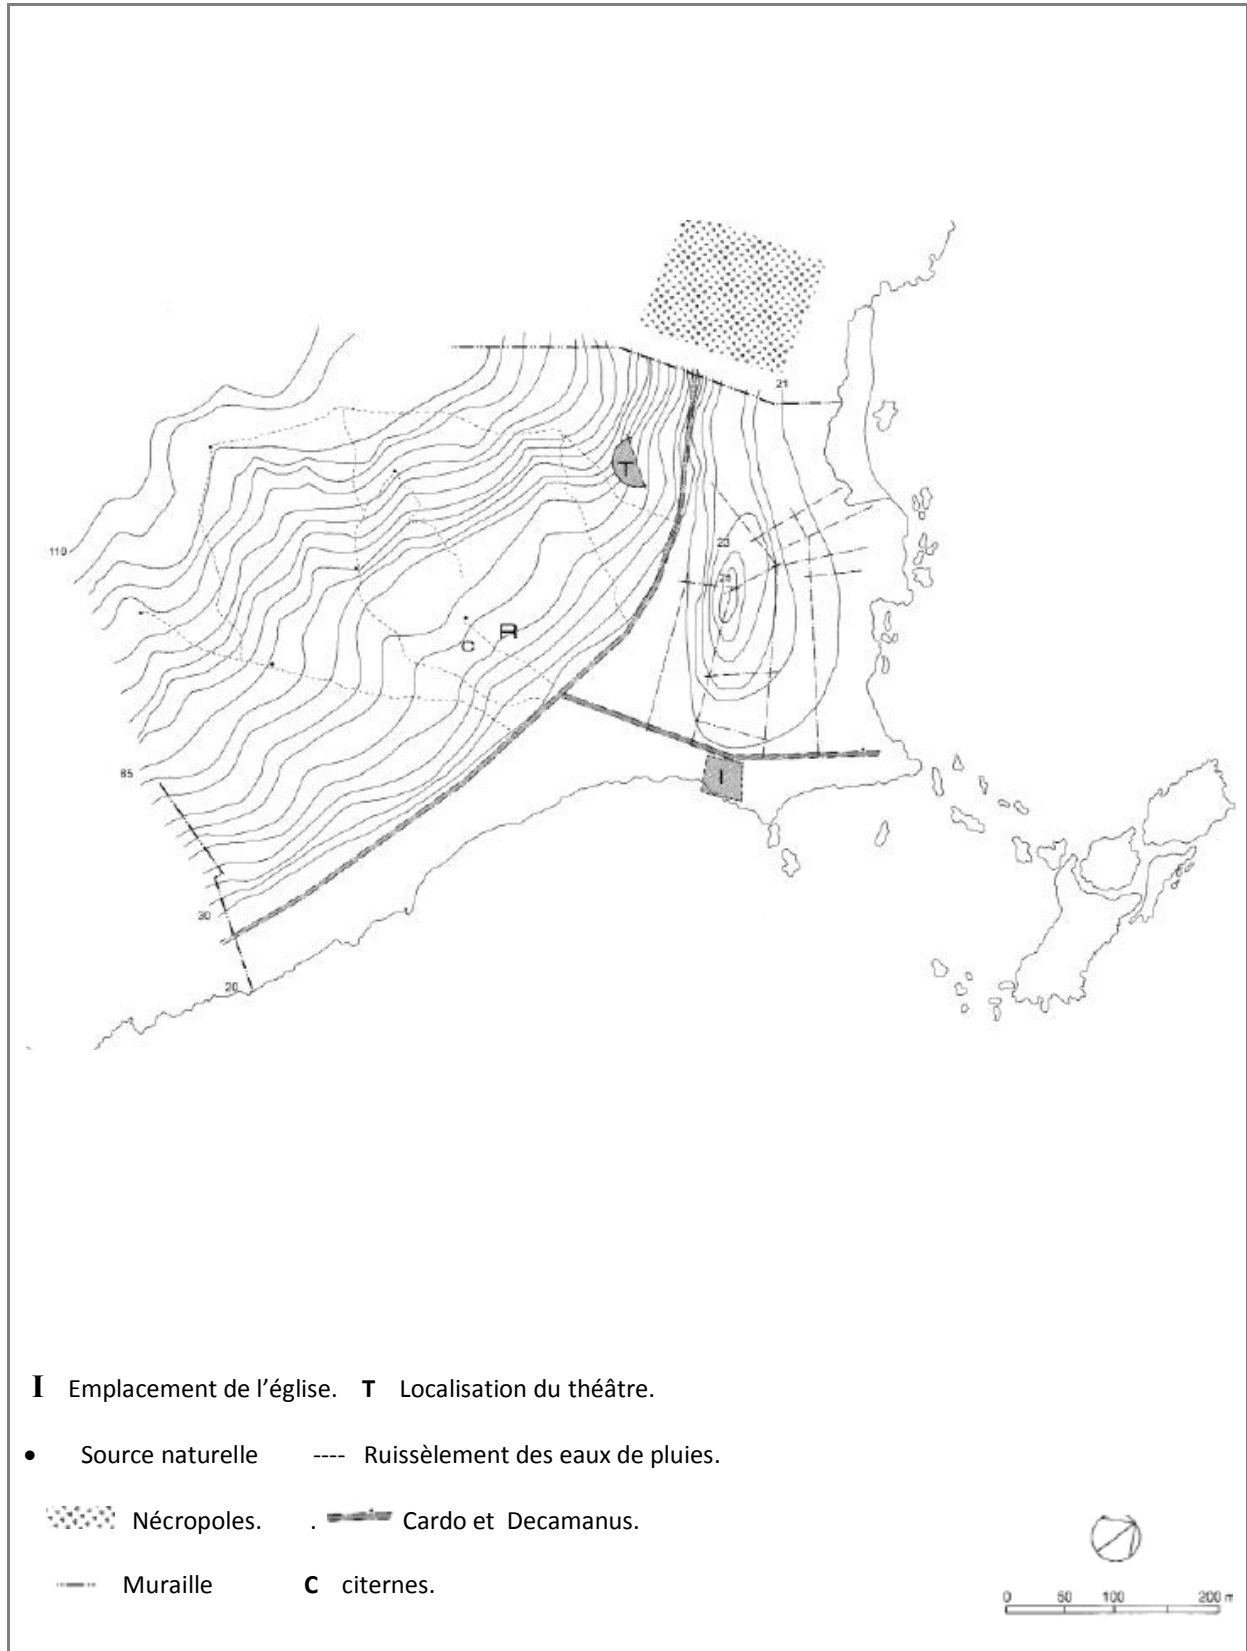 21
T
110
23
28
C R
85
I
30
20
I Emplacement de l'église. T Localisation du théâtre.
• Source naturelle ---- Ruissèlement des eaux de pluies.
Nécropoles. . Cardo et Decamanus.
Muraille C citernes.
0 50 100 200 m